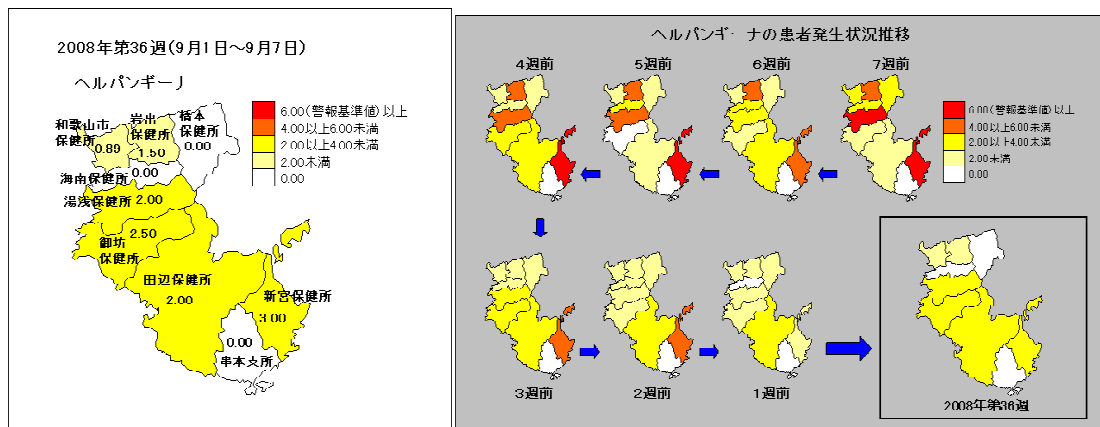 2008年第36週(9月1日～9月7日)
ヘルパンギーJ
6.00(警報基準値)以上
4.00以上6.00未満
2.00以上4.00未満
2.00未満
0.00
和歌山市
保健所
0.89
岩出
保健所
1.50
橋本
保健所
0.00
0.00
海南保健所
湯浅保健所
2.00
2.50
御坊
保健所
田辺保健所
2.00
新宮保健所
3.00
0.00
串本支所
ヘルパンギーナの患者発生状況推移
4週前
5週前
6週前
7週前
6.00(警報基準値)以上
4.00以上6.00未満
2.00以上4.00未満
2.00未満
0.00
3週前
2週前
1週前
2008年第36週